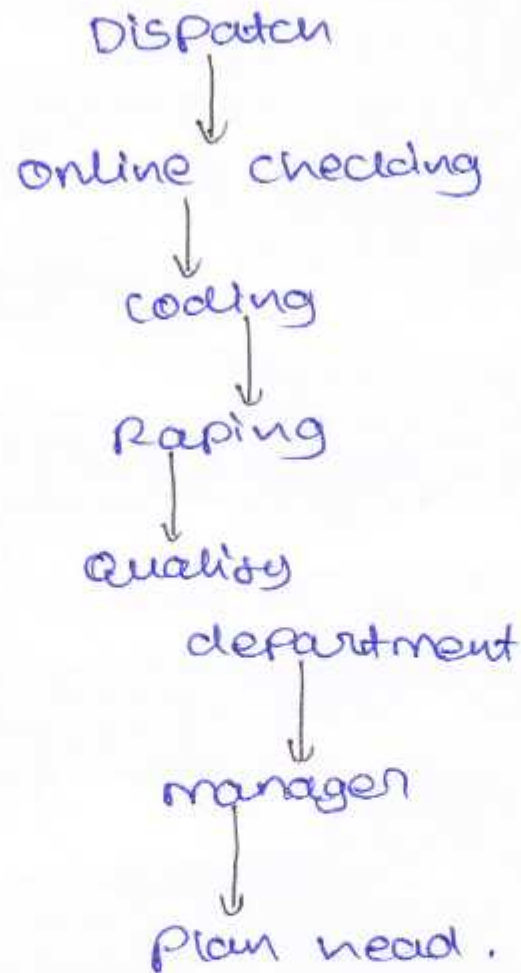 Dispatch
online checking
coding
Raping
Quality
department
manager
Plan head.